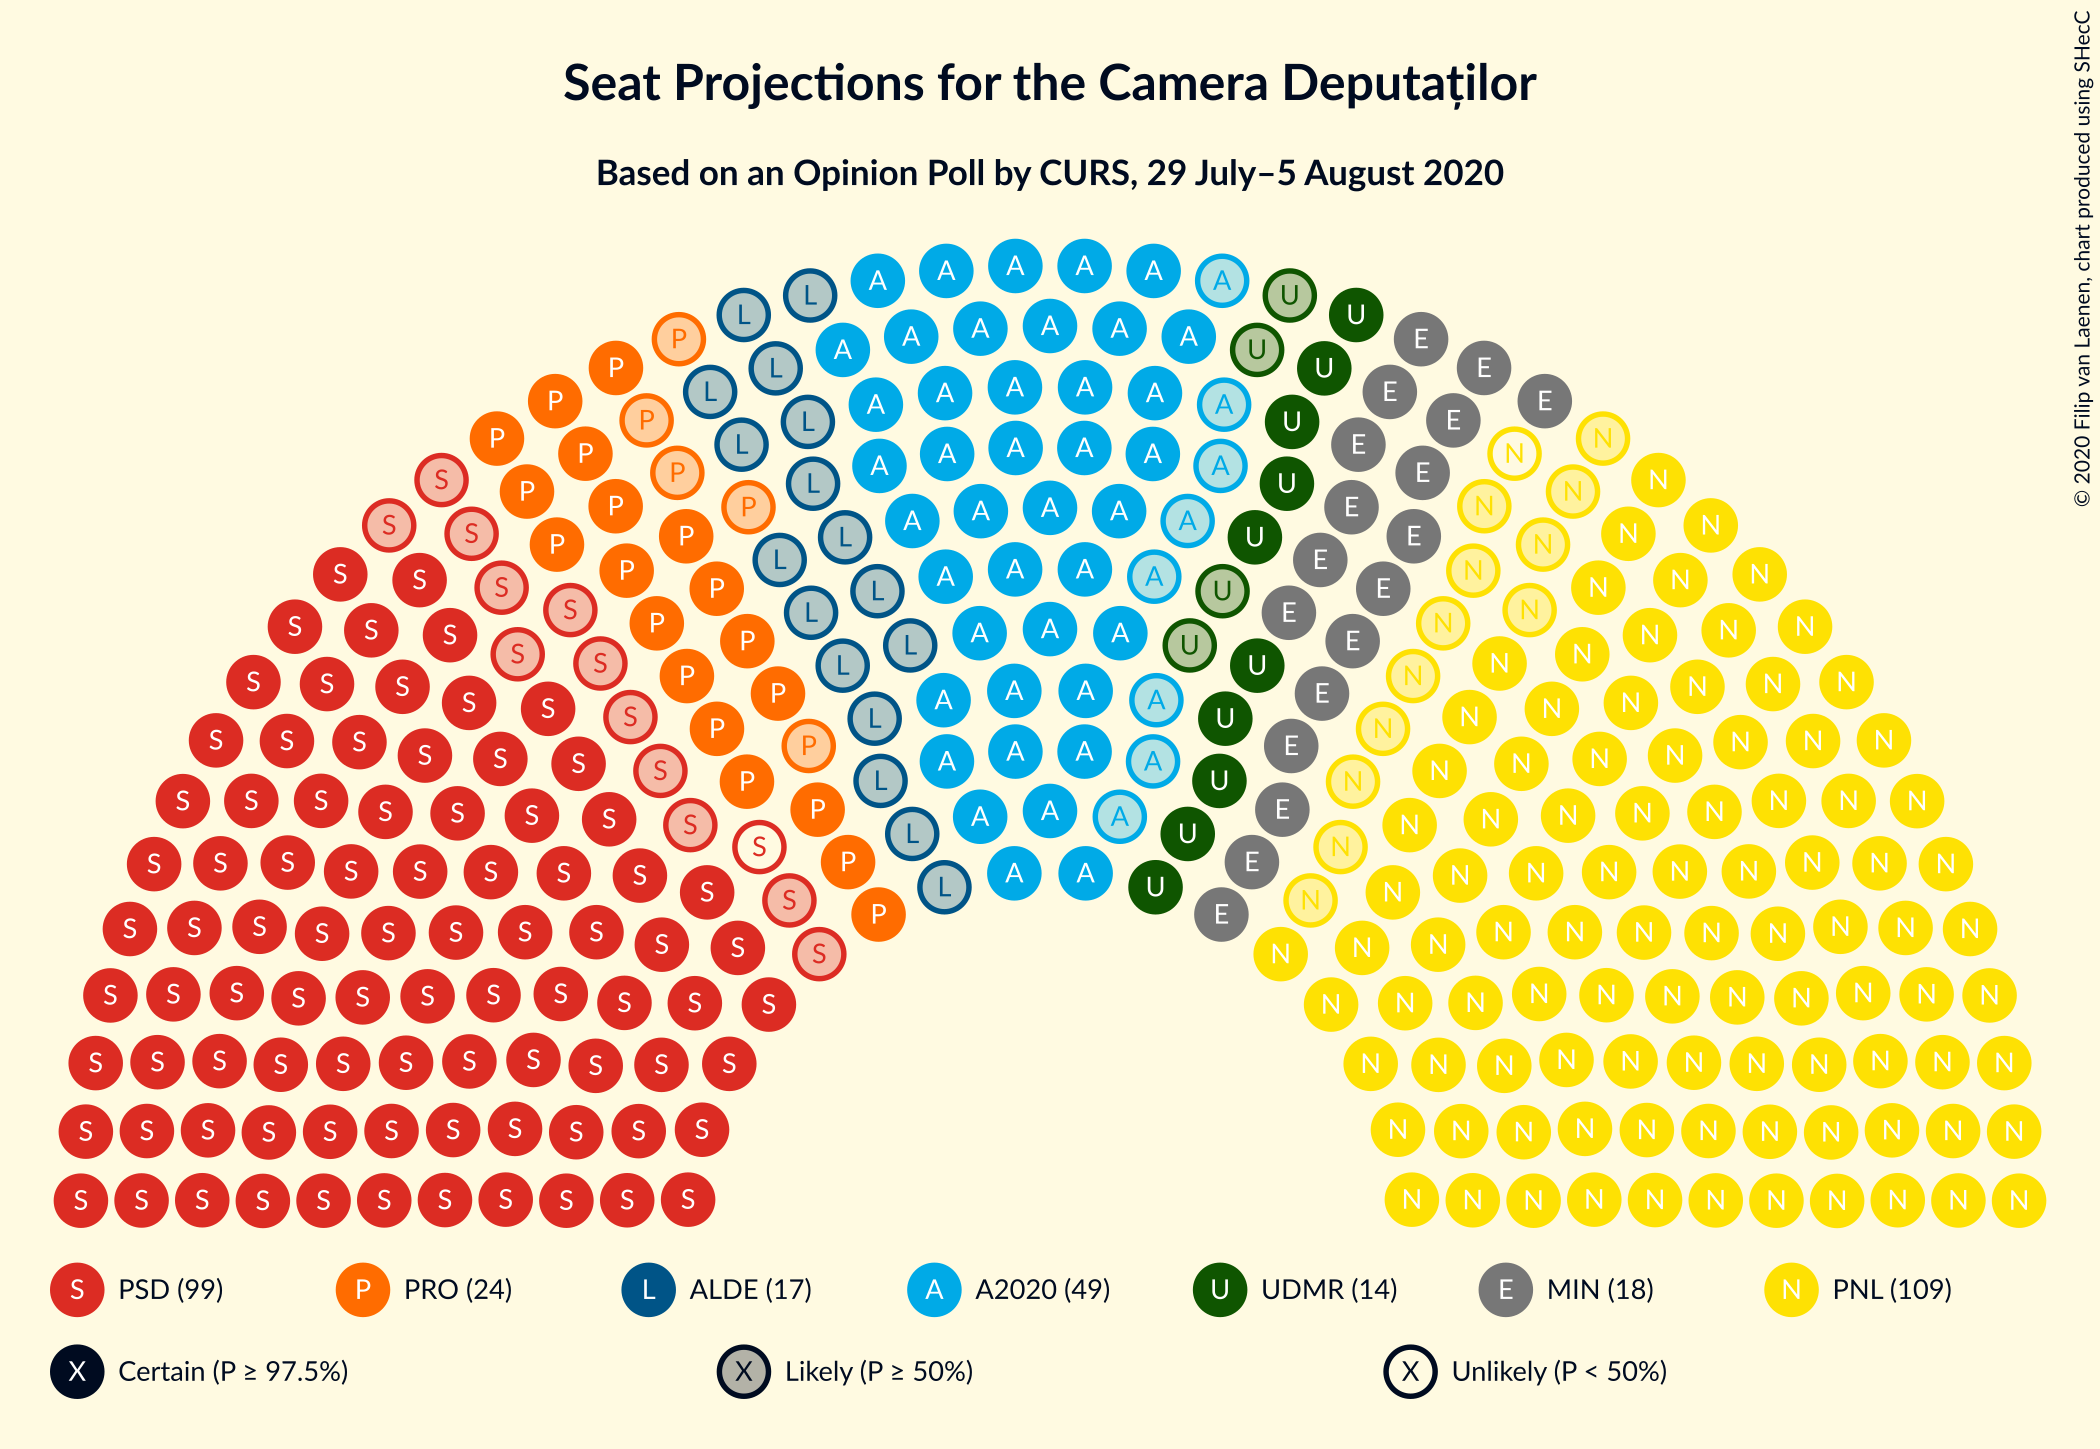 Seat Projections for the Camera Deputaților
Based on an Opinion Poll by CURS, 29 July–5 August 2020
© 2020 Filip van Laenen, chart produced using SHecC
S PSD (99) P PRO (24) L ALDE (17) A A2020 (49) U UDMR (14) E MIN (18) N PNL (109)
X Certain (P ≥ 97.5%) X Likely (P ≥ 50%) X Unlikely (P < 50%)